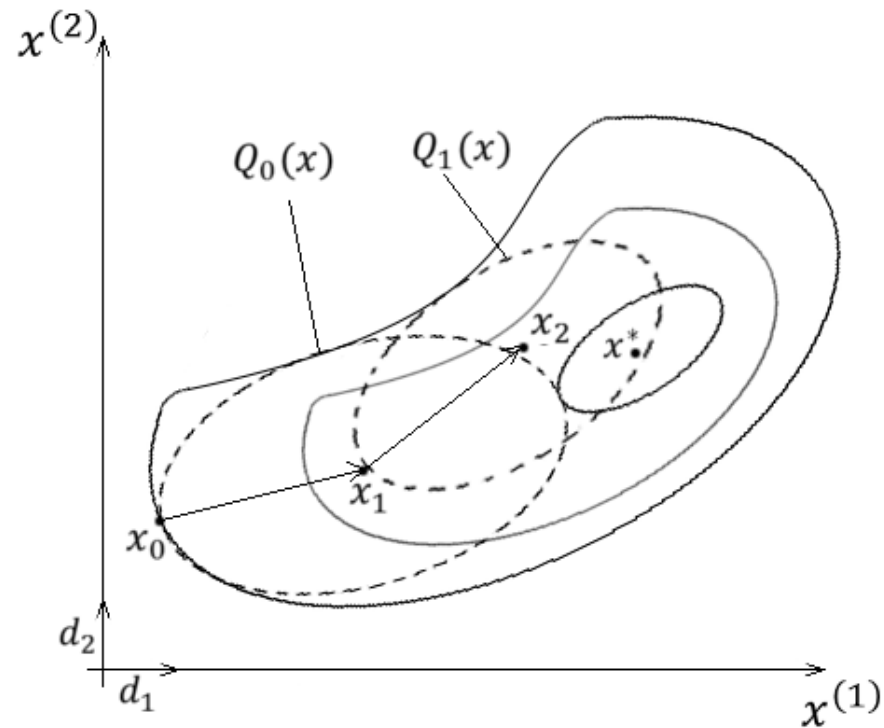 x^(2)
Q_0(x)
Q_1(x)
x_2
x^*
x_1
x_0
d_2
d_1
x^(1)